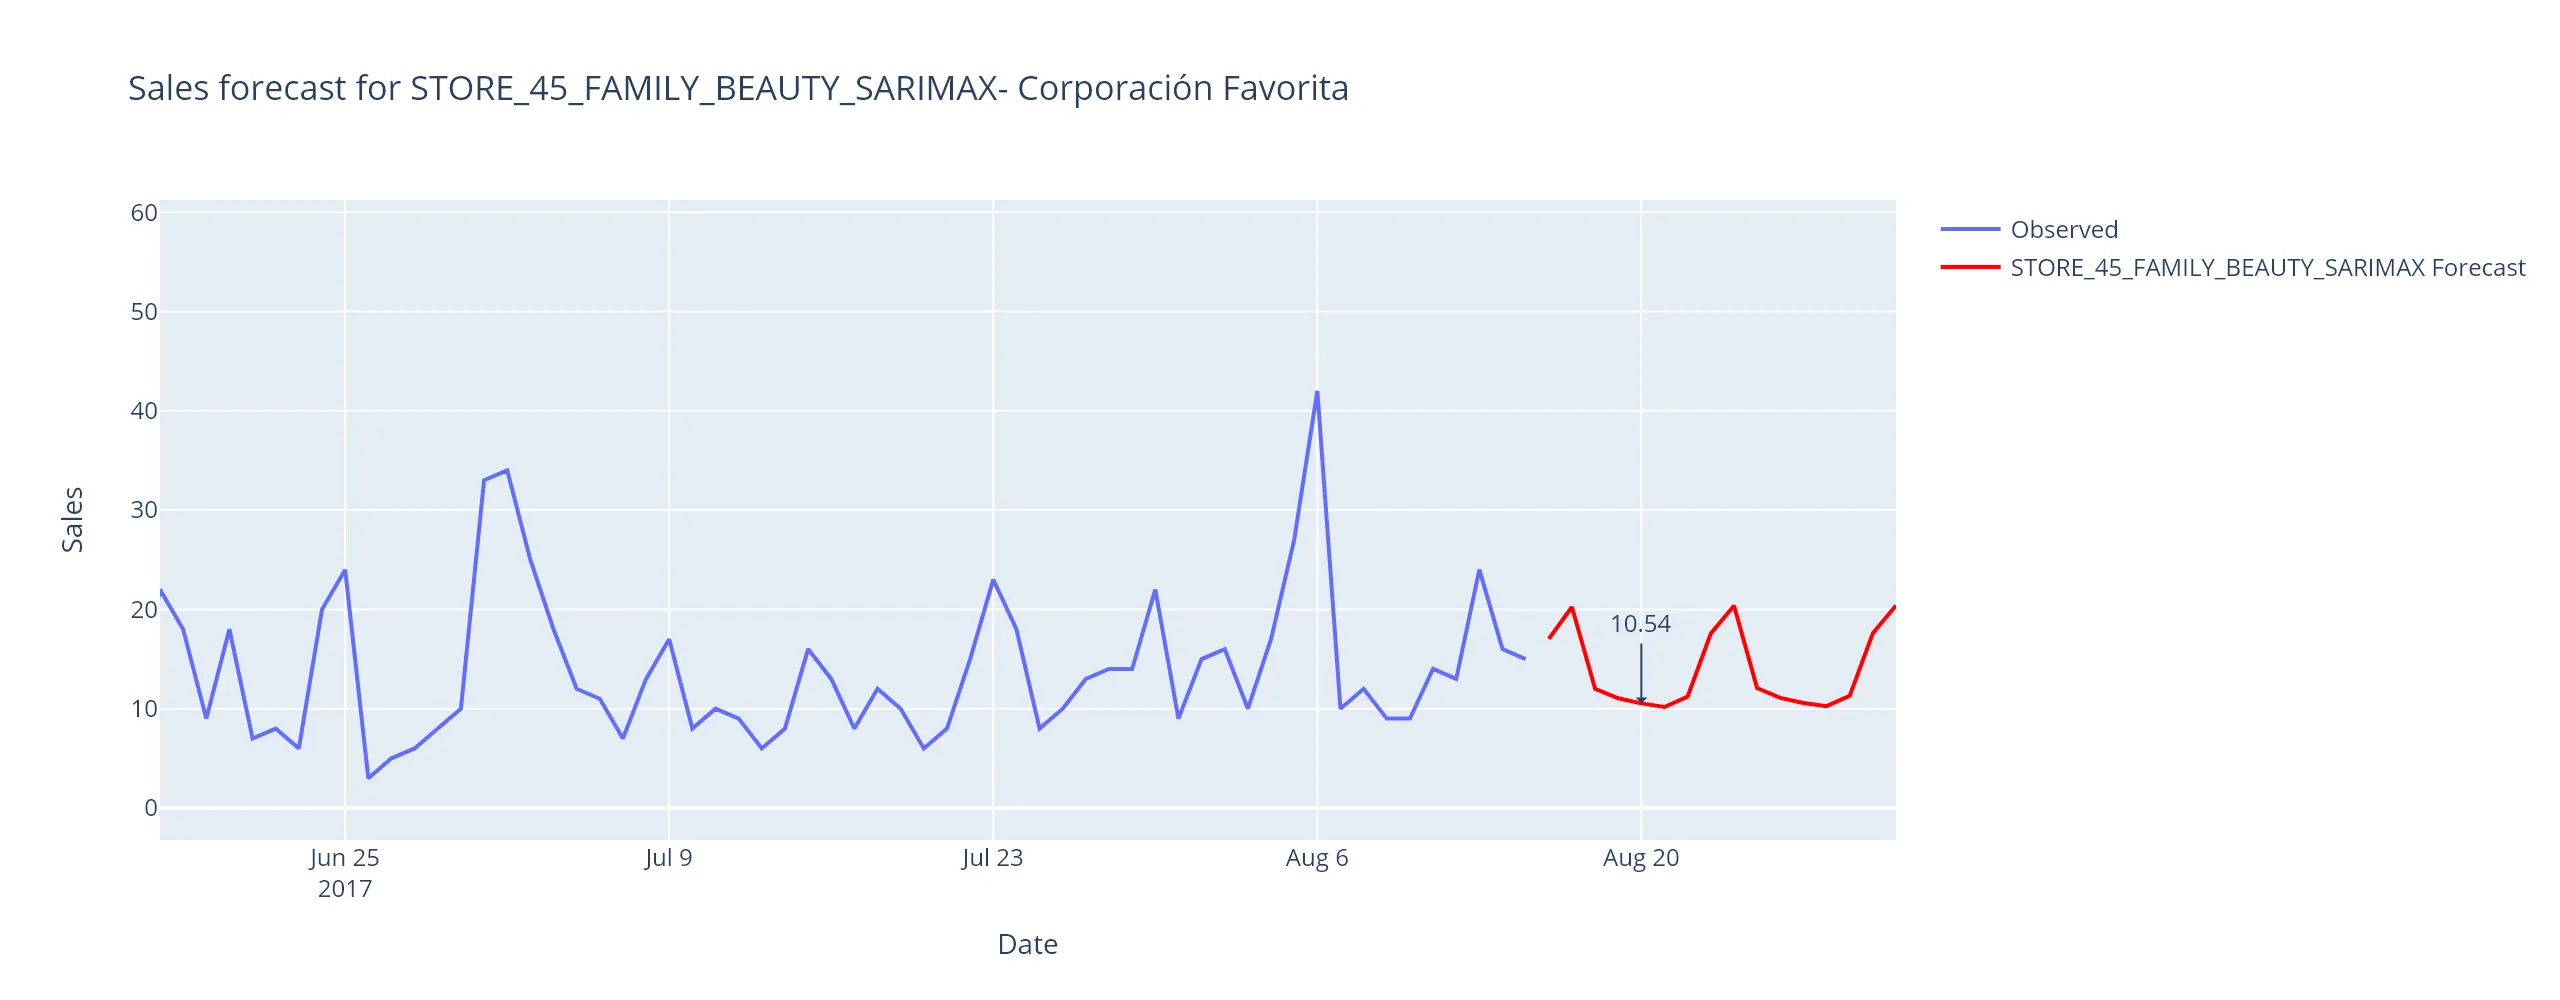 Sales forecast for STORE_45_FAMILY_BEAUTY_SARIMAX- Corporación Favorita
Observed
STORE_45_FAMILY_BEAUTY_SARIMAX Forecast
60
50
40
30
20
10
0
Sales
10.54
Jun 25
2017
Jul 9
Jul 23
Aug 6
Aug 20
Date